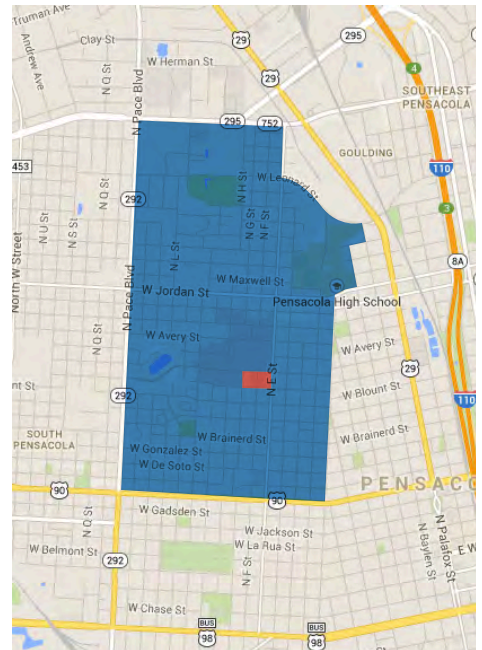 Truman Ave
Clay St
Andrew Ave
29
295
W Herman St
N Q St
N Pace Blvd
29
4
SOUTHEAST
PENSACOLA
295
752
GOULDING
453
110
W Leonard St
292
N Q St
N H St
3
N U St
N S St
N G St
N F St
North W Street
N L St
8A
W Maxwell St
N Pace Blvd
W Jordan St
Pensacola High School
W Avery St
N Q St
W Avery St
29
N E St
nt St
292
W Blount St
110
SOUTH
PENSACOLA
W Brainerd St
W Brainerd St
W Gonzalez St
W De Soto St
90
90
PENSACO
W Gadsden St
N Q St
W Jackson St
W La Rua St
W Belmont St
292
N F St
N Palafox St
N Baylen St
E W
W Chase St
BUS
98
BUS
98